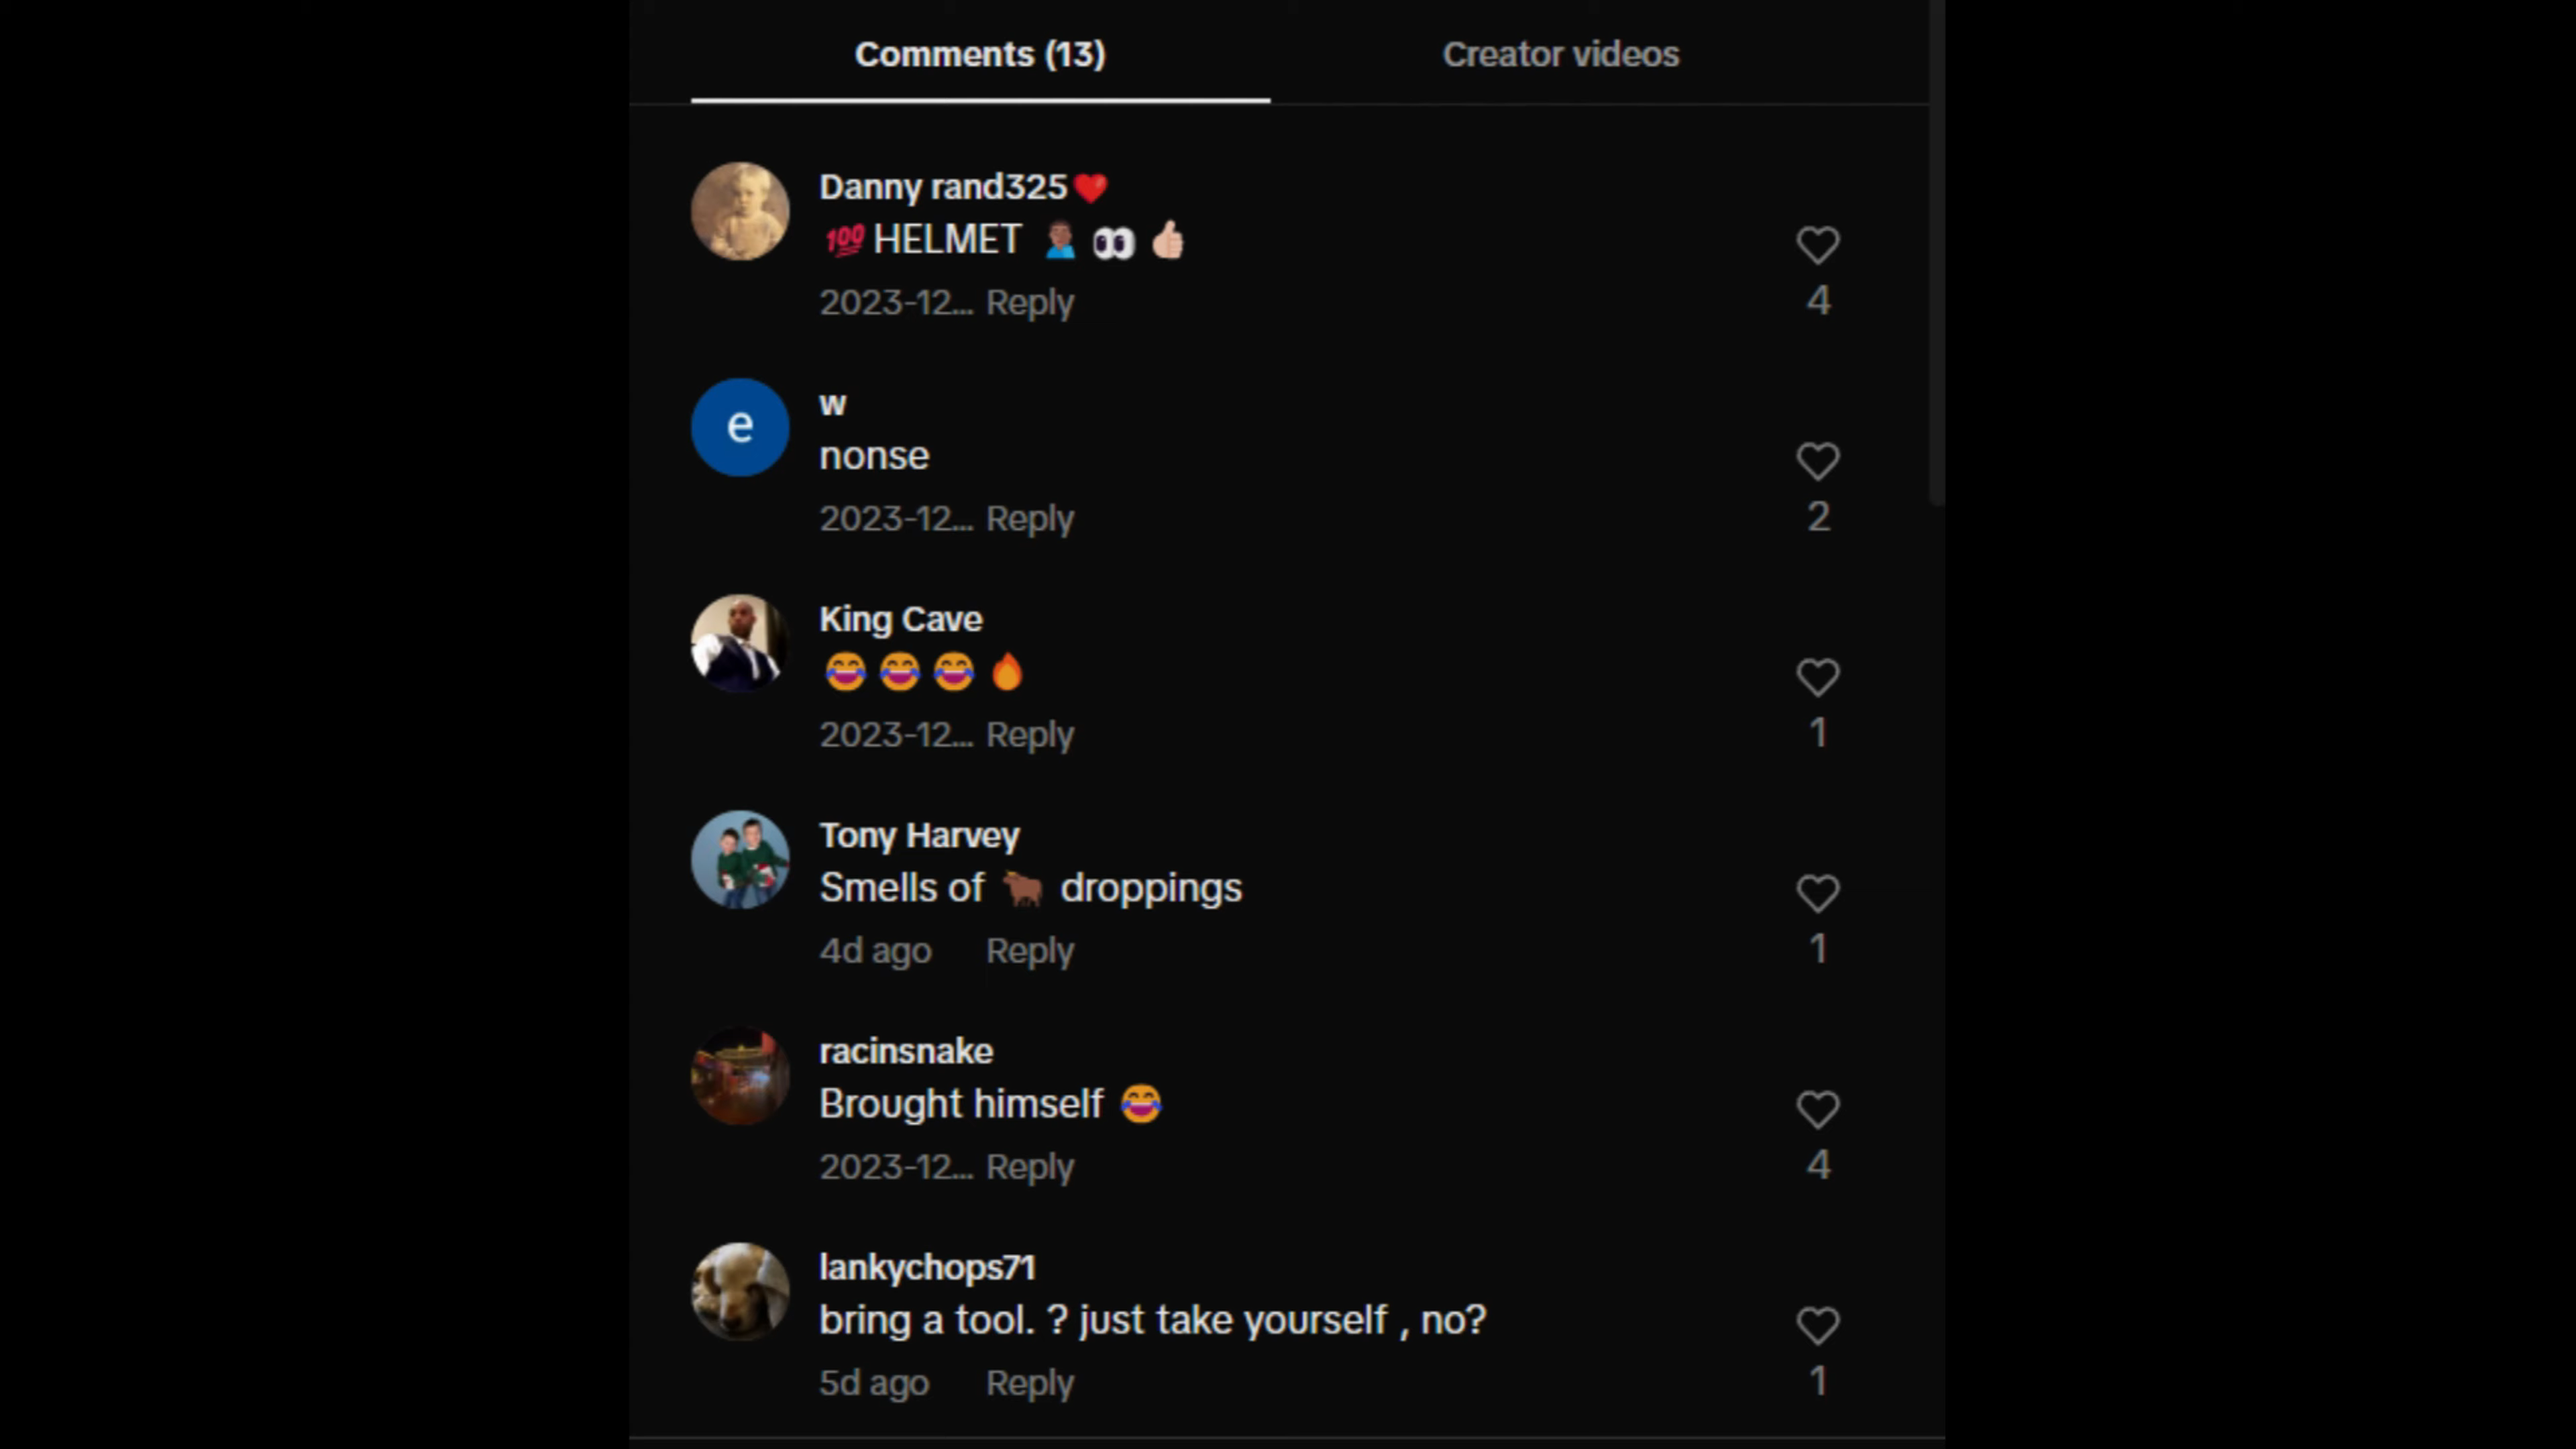 Comments (13)
Creator videos
Danny rand325❤️
💯HELMET 🤦🏾‍♂️👀👍🏻
2023-12... Reply
4
e
w
nonse
2023-12... Reply
2
King Cave
😂😂😂🔥
2023-12... Reply
1
Tony Harvey
Smells of 🐂 droppings
4d ago Reply
1
racinsnake
Brought himself 😂
2023-12... Reply
4
lankychops71
bring a tool. ? just take yourself , no?
5d ago Reply
1